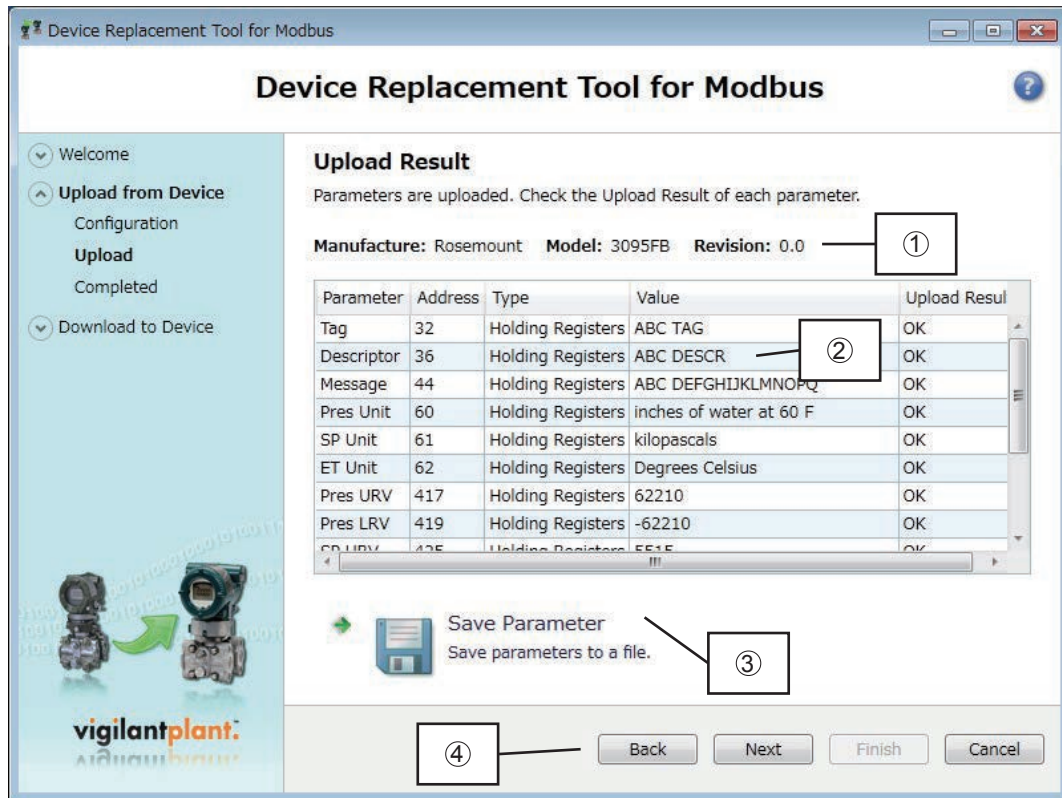 Device Replacement Tool for Modbus
Device Replacement Tool for Modbus
?
Welcome
Upload from Device
Configuration
Upload
Completed
Download to Device
vigilantplant.
Upload Result
Parameters are uploaded. Check the Upload Result of each parameter.
Manufacture: Rosemount Model: 3095FB Revision: 0.0
①
Parameter Address Type Value Upload Resul
Tag 32 Holding Registers ABC TAG OK
Descriptor 36 Holding Registers ABC DESCR OK
②
Message 44 Holding Registers ABC DEFGHIJKLMNOPQ OK
Pres Unit 60 Holding Registers inches of water at 60 F OK
SP Unit 61 Holding Registers kilopascals OK
ET Unit 62 Holding Registers Degrees Celsius OK
Pres URV 417 Holding Registers 62210 OK
Pres LRV 419 Holding Registers -62210 OK
Save Parameter
Save parameters to a file.
③
④
Back Next Finish Cancel